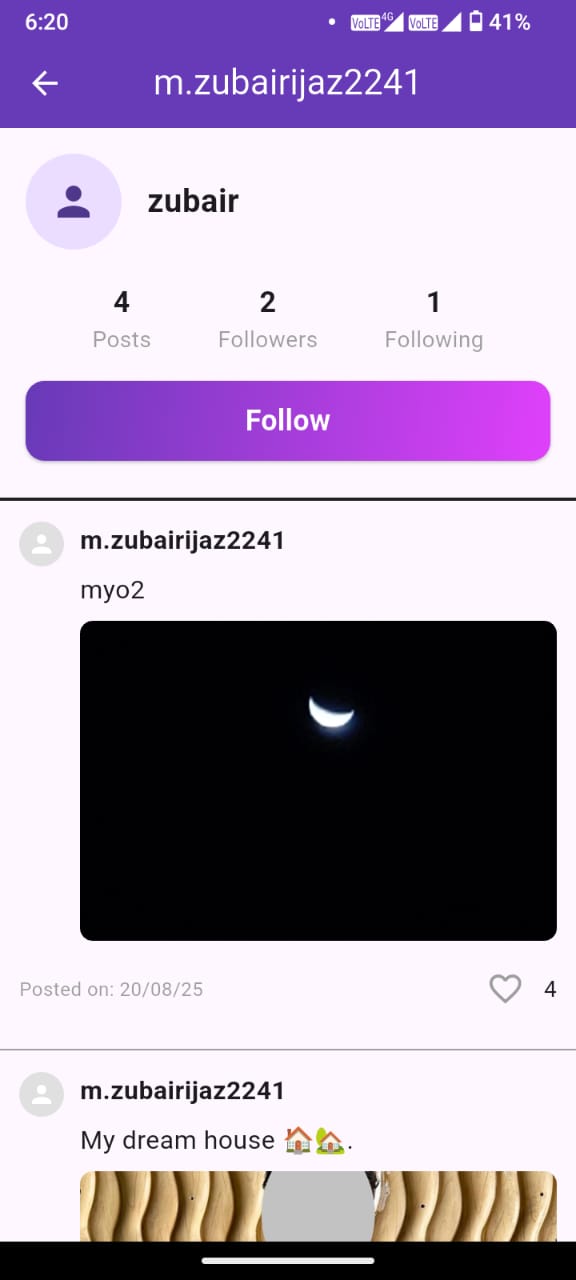 6:20 VoLTE 4G VoLTE 41%
m.zubairijaz2241
zubair
4 2 1
Posts Followers Following
Follow
m.zubairijaz2241
myo2
Posted on: 20/08/25 4
m.zubairijaz2241
My dream house 🏠🏡.